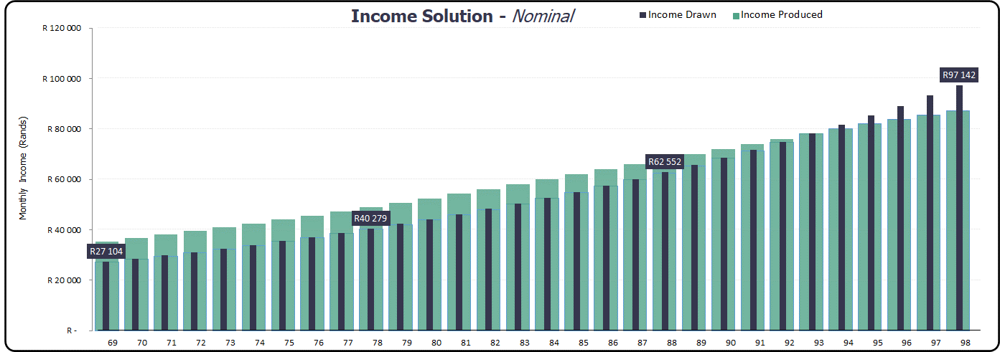 Income Solution - Nominal
Income Drawn
Income Produced
R 120 000
R 100 000
R 80 000
R 60 000
R 40 000
R 20 000
R -
Monthly Income (Rands)
R27 104
R40 279
R62 552
R97 142
69 70 71 72 73 74 75 76 77 78 79 80 81 82 83 84 85 86 87 88 89 90 91 92 93 94 95 96 97 98